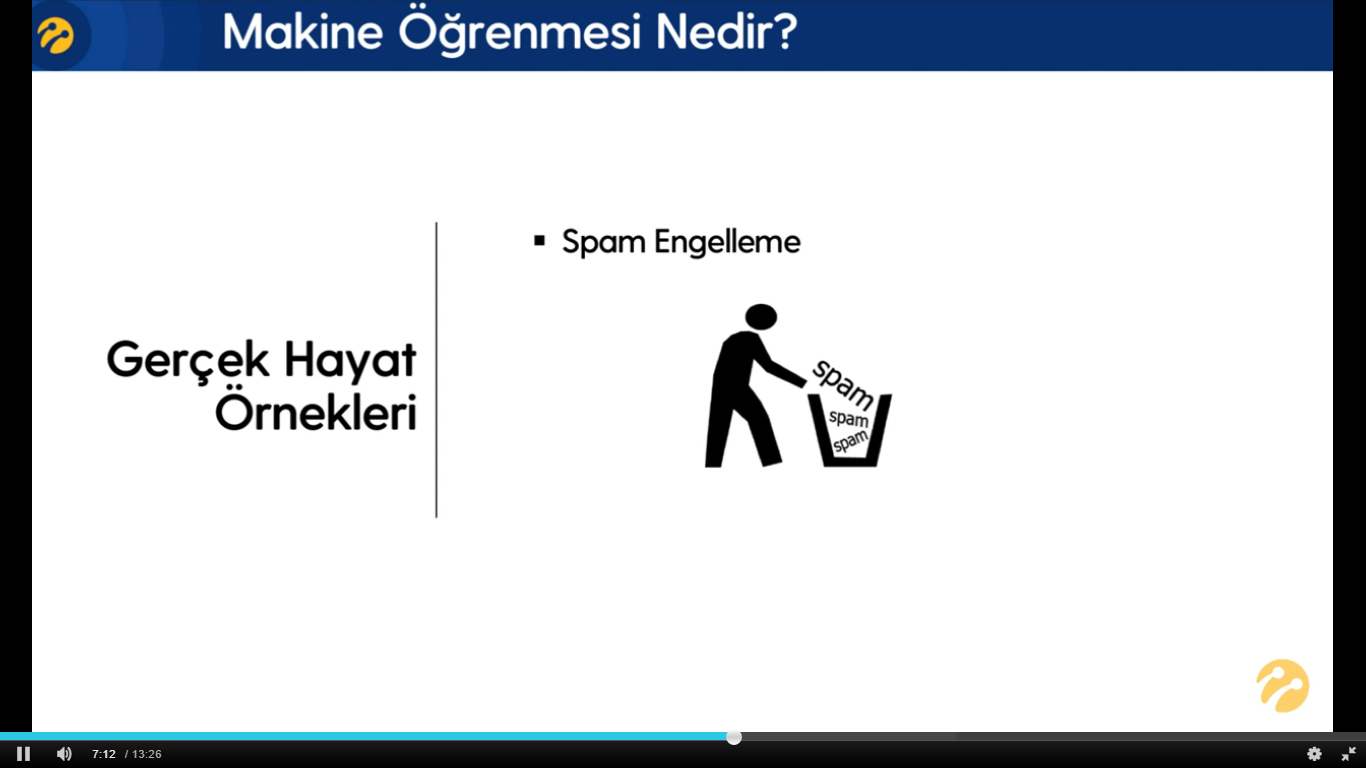 Makine Öğrenmesi Nedir?
Gerçek Hayat
Örnekleri
▪ Spam Engelleme
spam
spam
spam
7:12 / 13:26